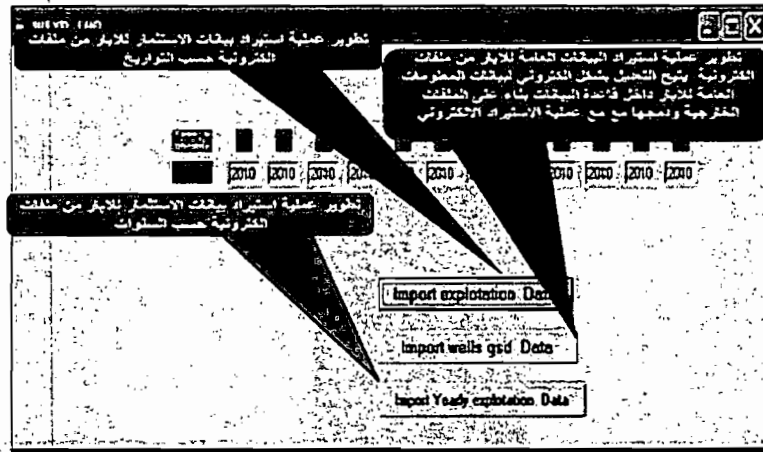 تطوير عملية استيراد بيانات الاستثمار للابار من ملفات
الكترونية حسب التواريخ
تطوير عملية استيراد البيانات العامة للابار من ملفات
الكترونية يتيح التعديل بشكل الكتروني لبيانات المعلومات
العامة للابار داخل قاعدة البيانات بناء على الملفات
الخارجية ودمجها مع مع عملية الاستيراد الالكتروني
2010 2010 2010 2010 2010 2010 2010 2010
تطوير عملية استيراد بيانات الاستثمار للابار من ملفات
الكترونية حسب السنوات
Import explotation Da
Import wells gsd Data
Import Yearly explotation Data